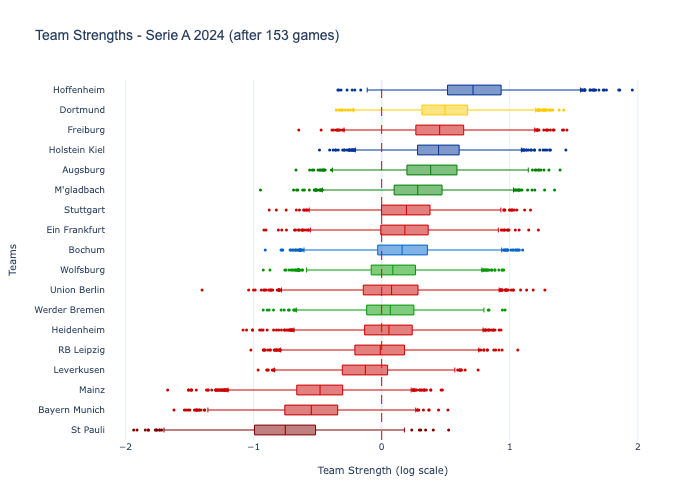 Team Strengths - Serie A 2024 (after 153 games)
Hoffenheim
Dortmund
Freiburg
Holstein Kiel
Augsburg
M'gladbach
Stuttgart
Ein Frankfurt
Bochum
Wolfsburg
Union Berlin
Werder Bremen
Heidenheim
RB Leipzig
Leverkusen
Mainz
Bayern Munich
St Pauli
Teams
−2 −1 0 1 2
Team Strength (log scale)